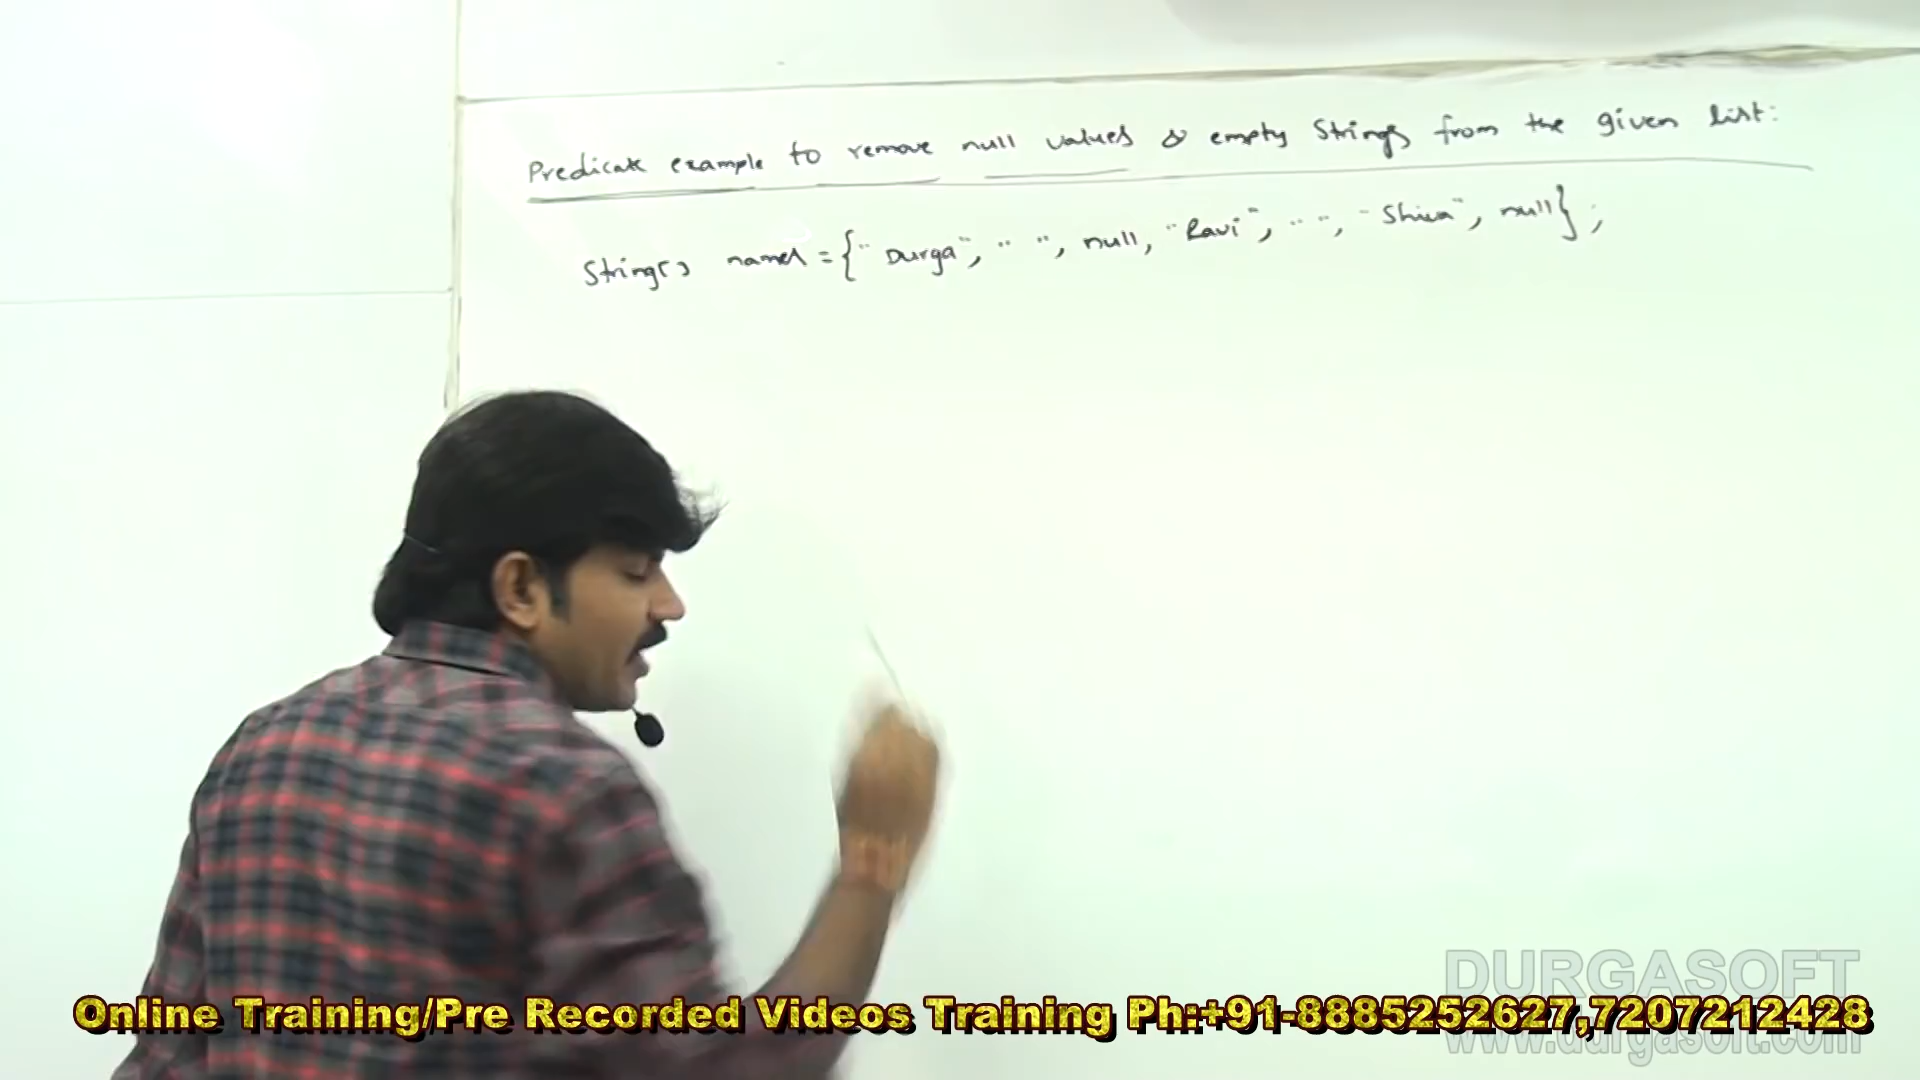 Predicate example to remove null values & empty Strings from the given list:
String[] names = {"Durga", " ", null, "Ravi", " ", "Shiva", null};
DURGASOFT
Online Training/Pre Recorded Videos Training Ph:+91-8885252627,7207212428
www.durgasoft.com